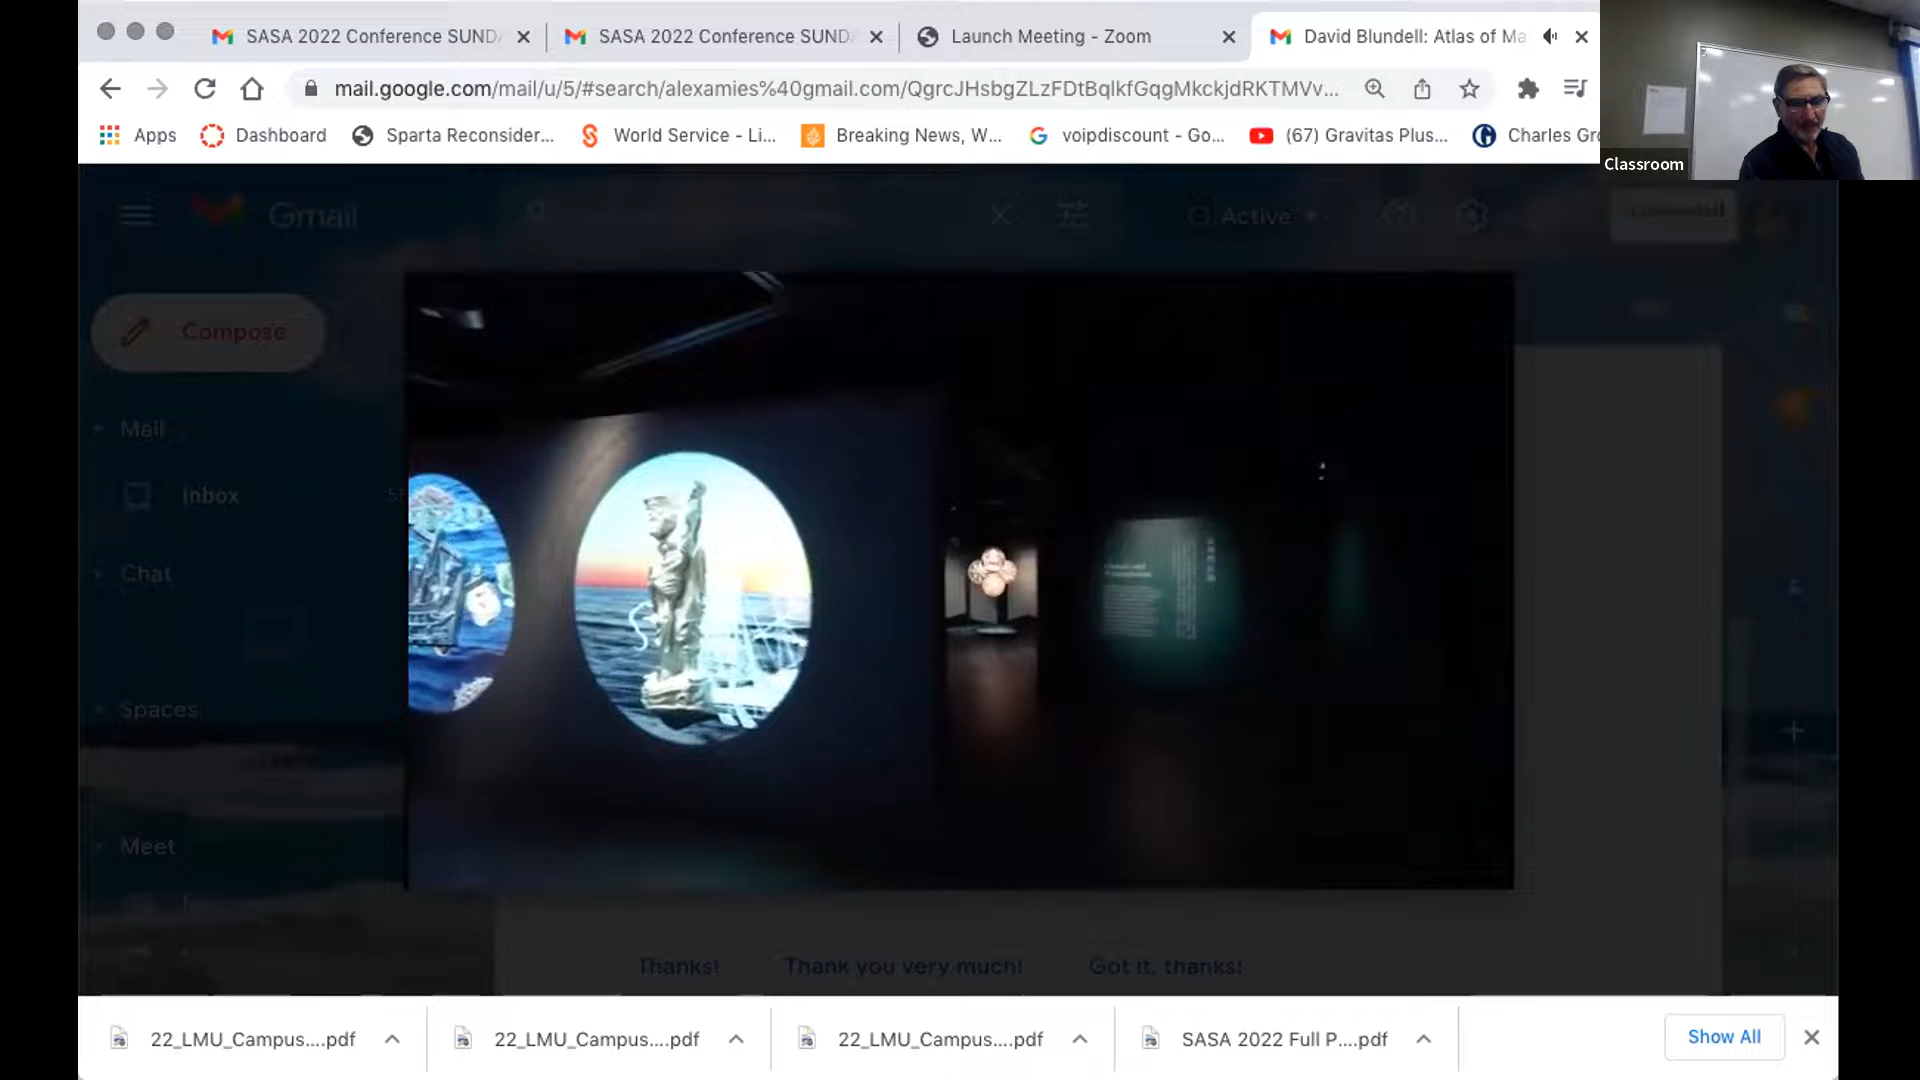 SASA 2022 Conference SUND
SASA 2022 Conference SUND
Launch Meeting - Zoom
David Blundell: Atlas of Ma
mail.google.com/mail/u/5/#search/alexamies%40gmail.com/QgrcJHsbgZLzFDtBqlkfGqgMkckjdRKTMVv...
Apps
Dashboard
Sparta Reconsider...
World Service - Li...
Breaking News, W...
voipdiscount - Go...
(67) Gravitas Plus...
Charles Gr
Classroom
Gmail
Active
Compose
Mail
Inbox
Chat
Spaces
Meet
Thanks!
Thank you very much!
Got it, thanks!
22_LMU_Campus....pdf
22_LMU_Campus....pdf
22_LMU_Campus....pdf
SASA 2022 Full P....pdf
Show All